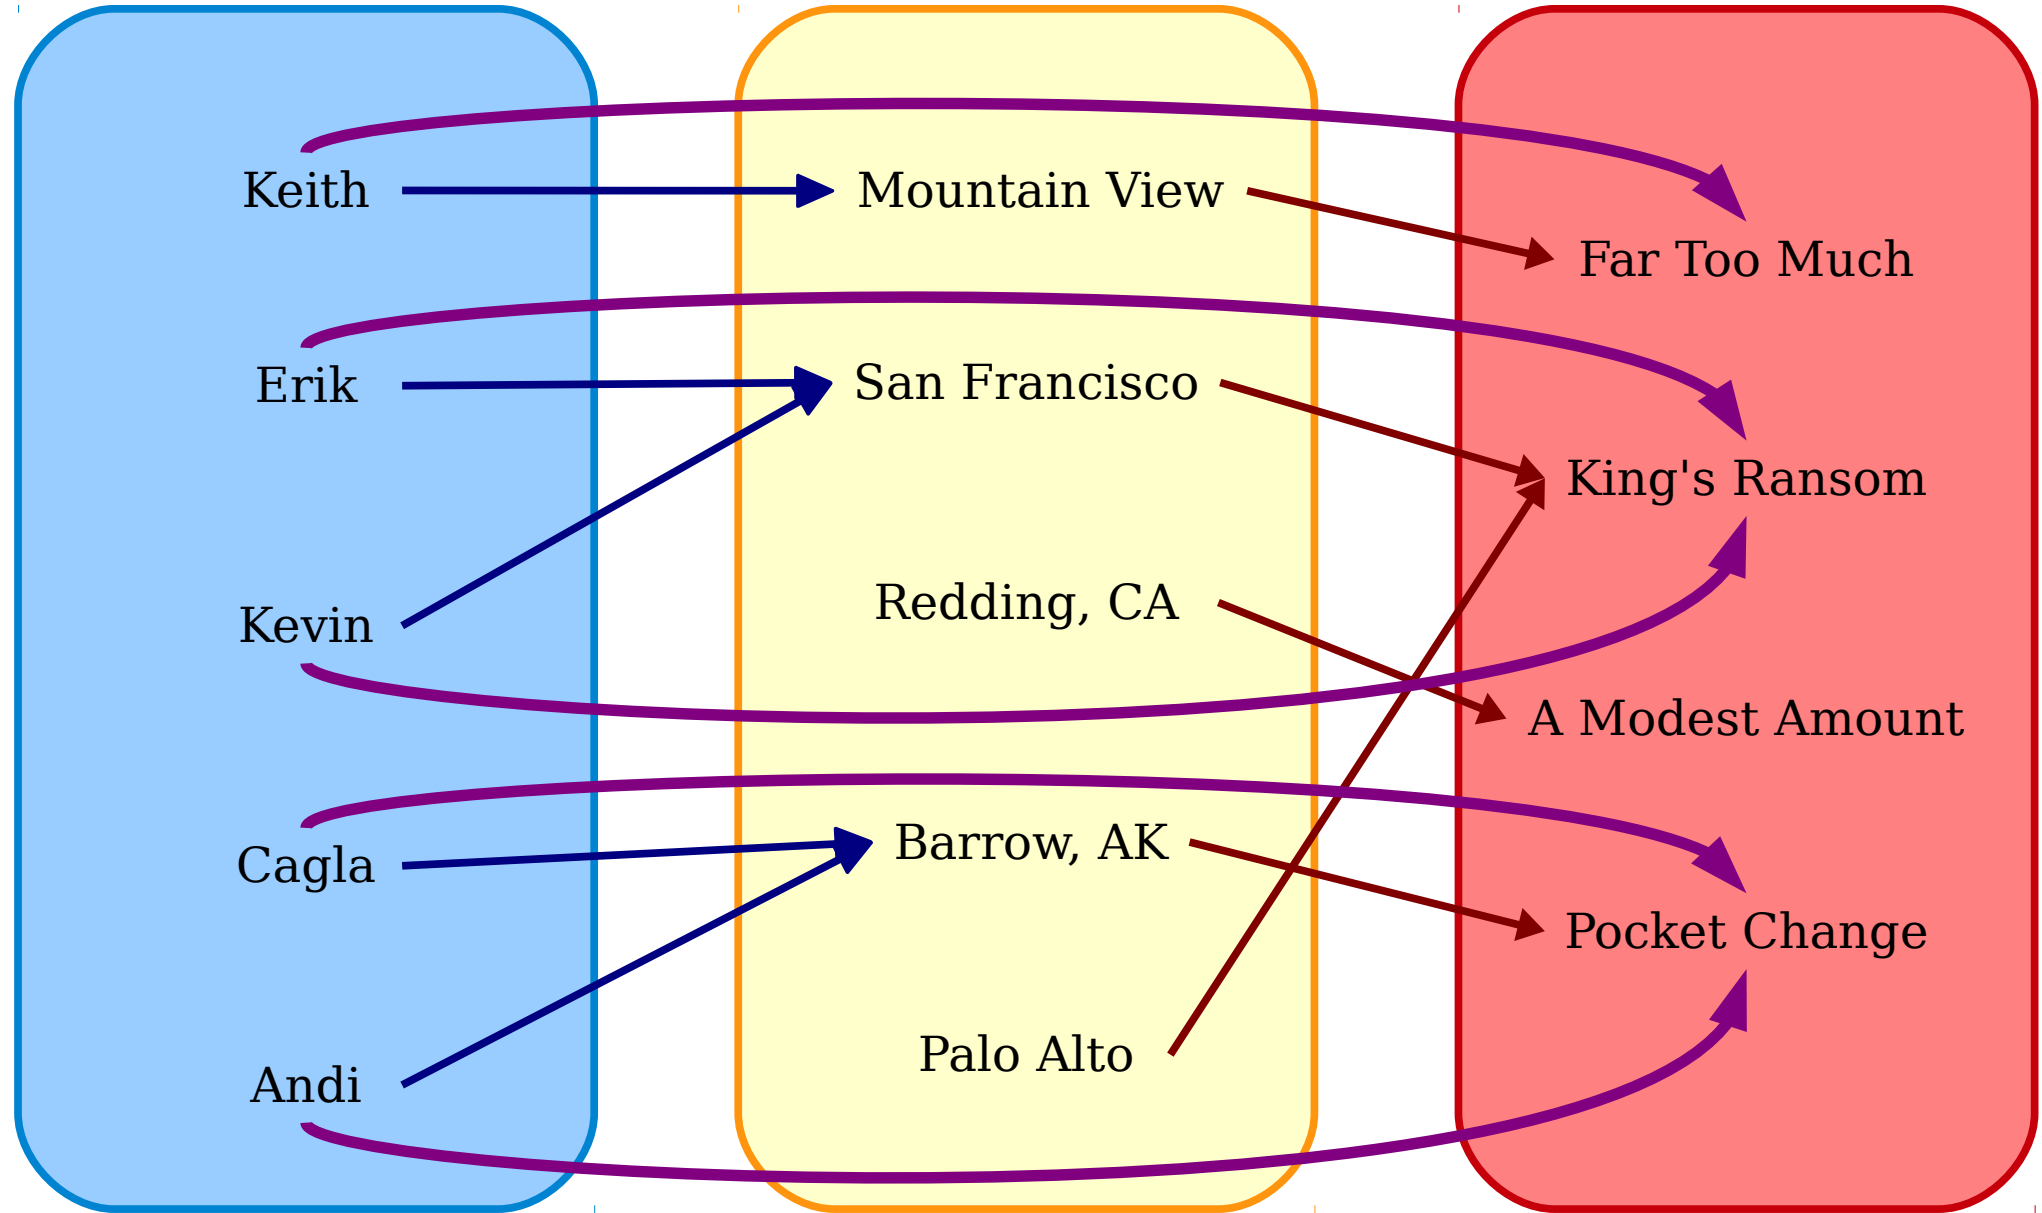 Keith
Erik
Kevin
Cagla
Andi
Mountain View
San Francisco
Redding, CA
Barrow, AK
Palo Alto
Far Too Much
King's Ransom
A Modest Amount
Pocket Change